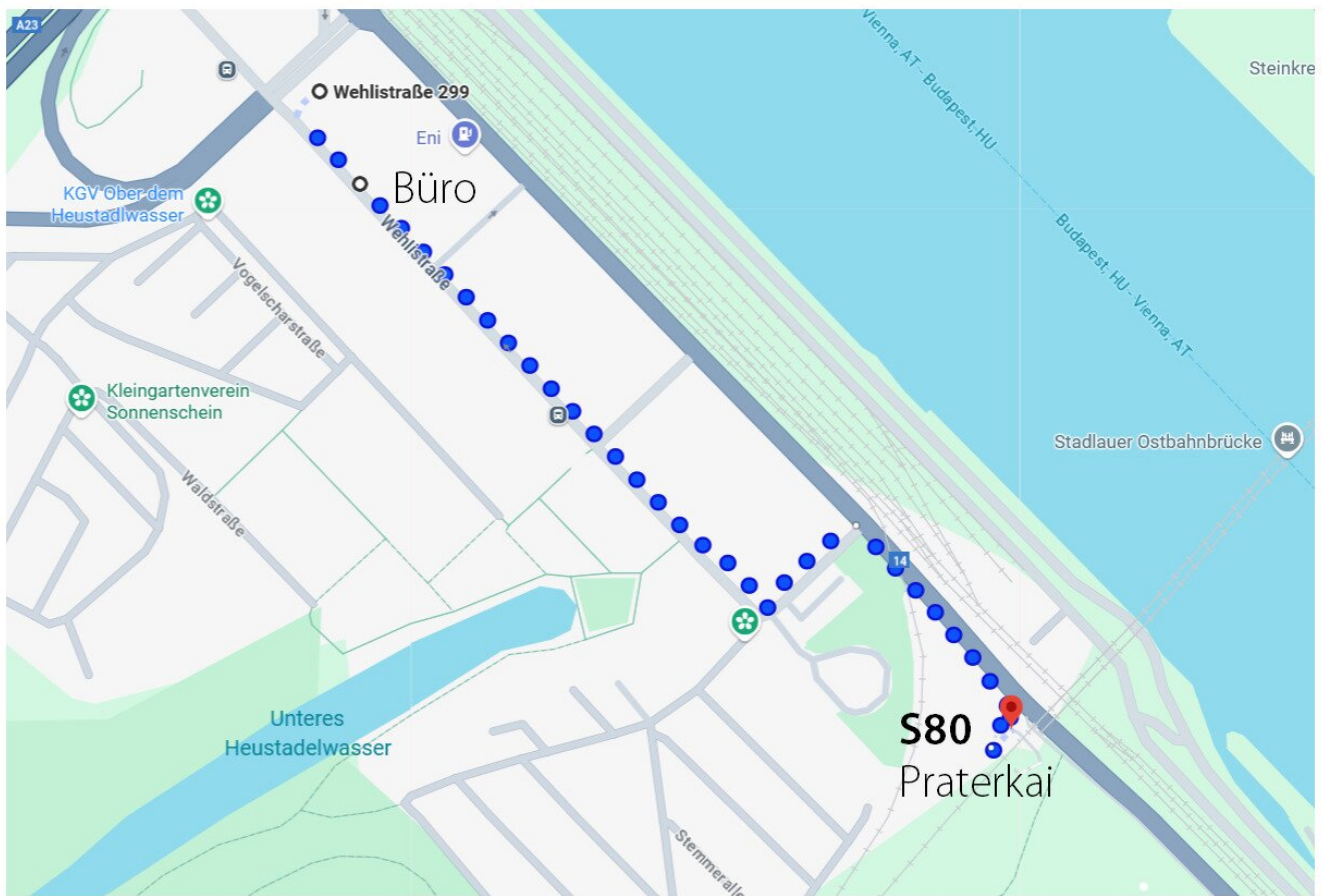 A23
Vienna, AT - Budapest, HU
Steinkre
Wehlistraße 299
Eni
Büro
KGV Ober dem
Heustadlwasser
Wehlistraße
Vogelscharstraße
Budapest, HU - Vienna, AT
Kleingartenverein
Sonnenschein
Stadlauer Ostbahnbrücke
Waldstraße
14
Unteres
Heustadelwasser
S80
Praterkai
Stemmeralle